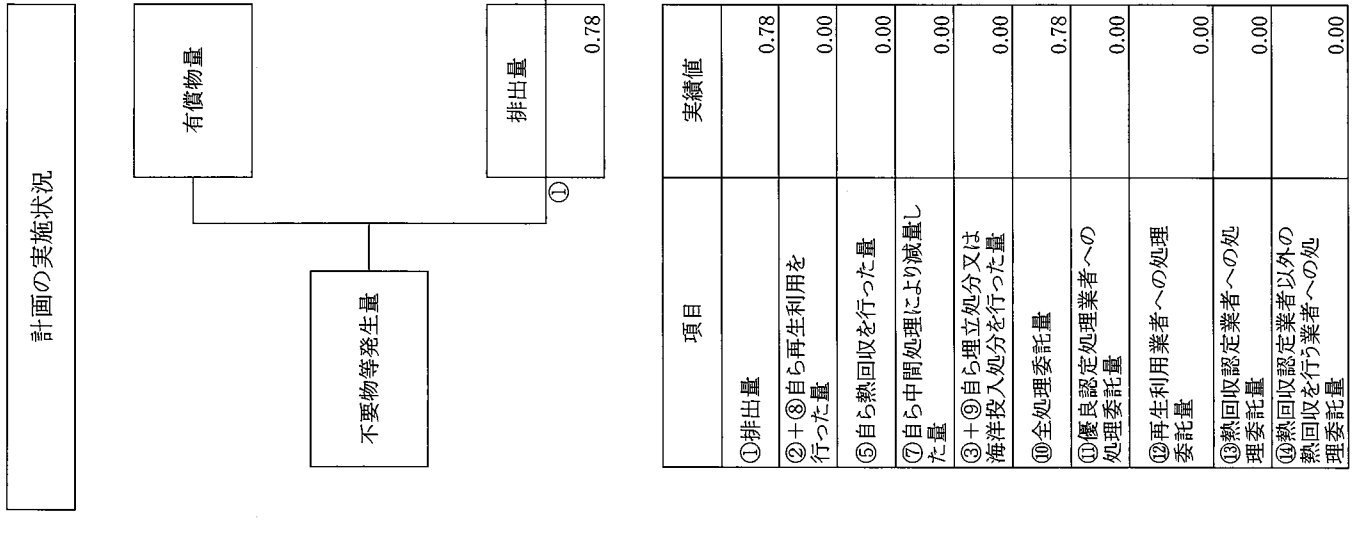 計画の実施状況
不要物等発生量
有償物量
排出量
①
0.78
項目
実績値
①排出量
0.78
②+⑧自ら再生利用を
行った量
0.00
⑤自ら熱回収を行った量
0.00
⑦自ら中間処理により減量し
た量
0.00
③+⑨自ら埋立処分又は
海洋投入処分を行った量
0.00
⑩全処理委託量
0.78
⑪優良認定処理業者への
処理委託量
0.00
⑫再生利用業者への処理
委託量
0.00
⑬熱回収認定業者への処
理委託量
0.00
⑭熱回収認定業者以外の
熱回収を行う業者への処
理委託量
0.00